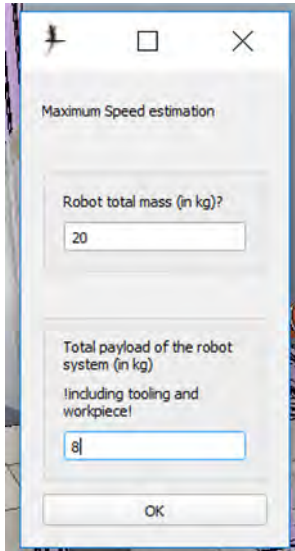 Maximum Speed estimation
Robot total mass (in kg)?
20
Total payload of the robot
system (in kg)
!including tooling and
workpiece!
8
OK